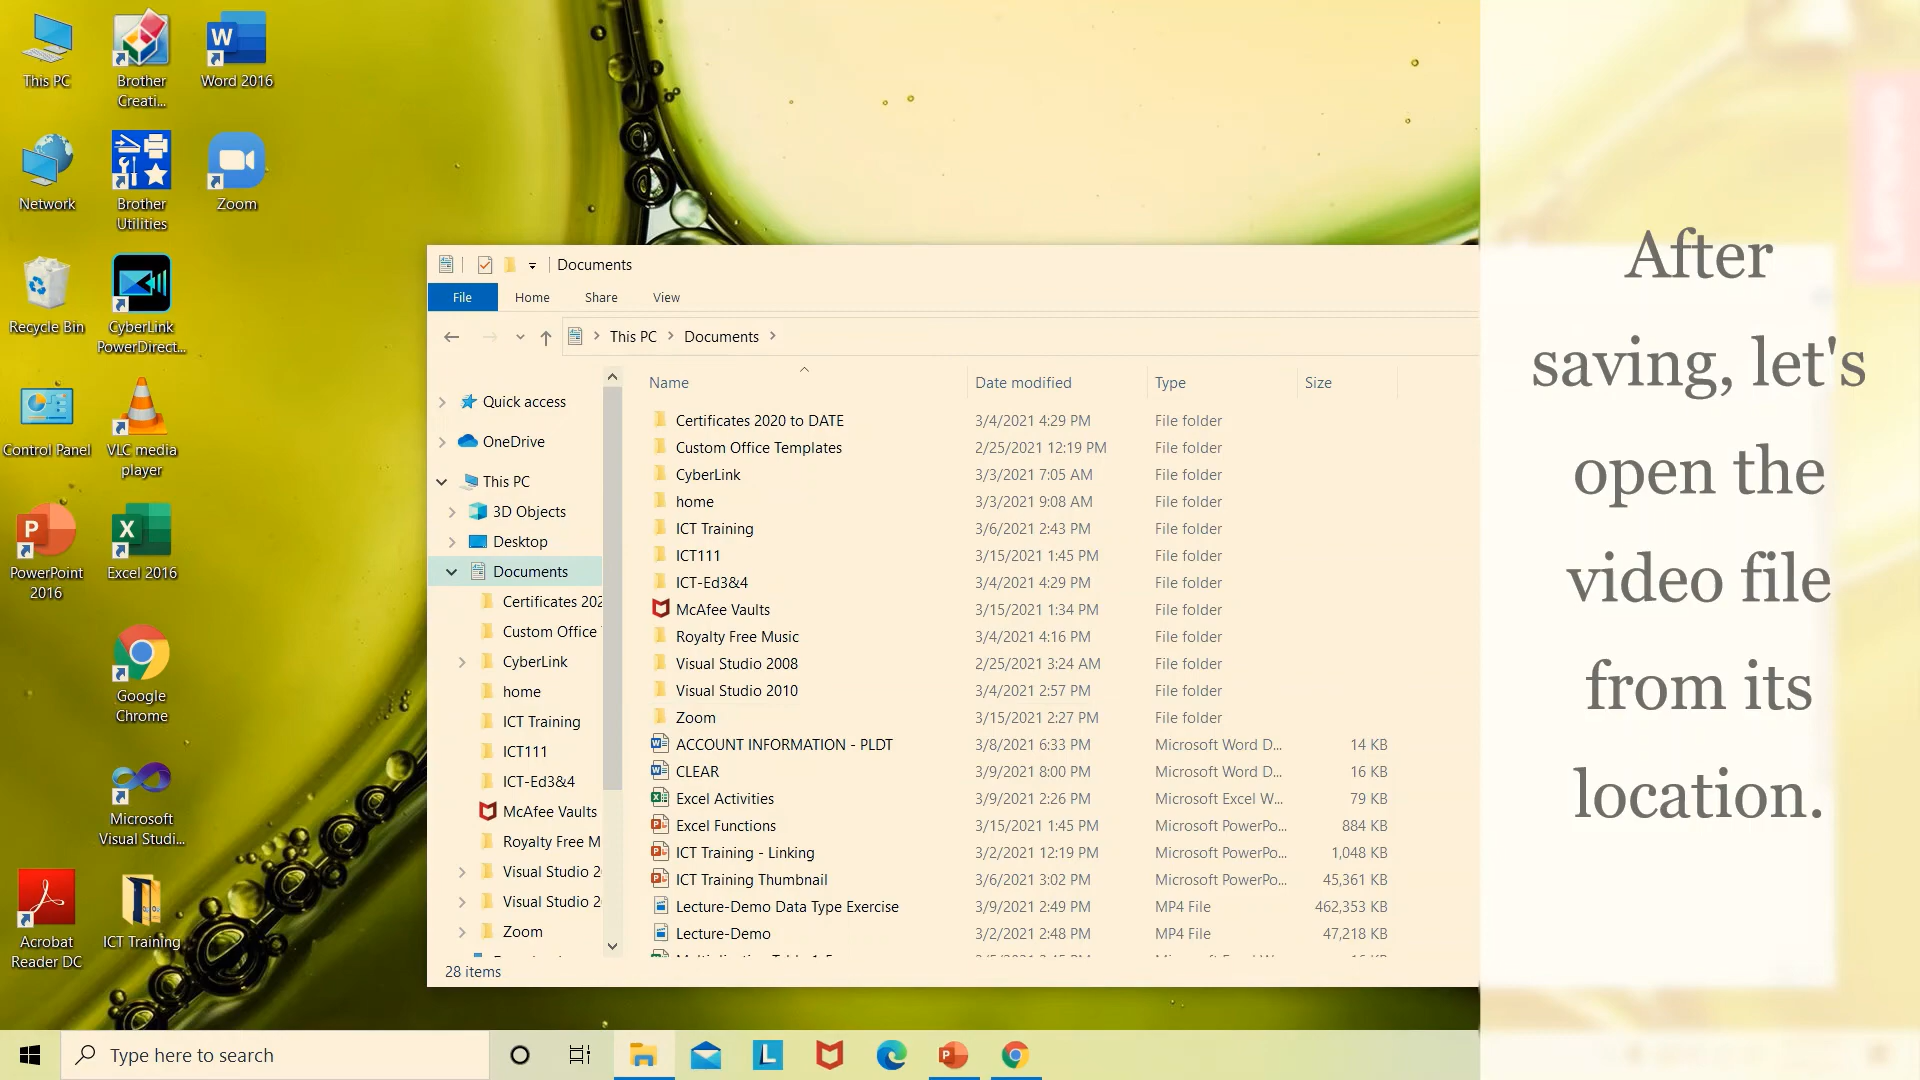 This PC
Brother
Creati...
Word 2016
Network
Brother
Utilities
Zoom
Recycle Bin
CyberLink
PowerDirect...
Control Panel
VLC media
player
PowerPoint
2016
Excel 2016
Google
Chrome
Microsoft
Visual Studi...
Acrobat
Reader DC
ICT Training
Documents
File Home Share View
This PC Documents
Quick access
OneDrive
This PC
3D Objects
Desktop
Documents
Certificates 202
Custom Office
CyberLink
home
ICT Training
ICT111
ICT-Ed3&4
McAfee Vaults
Royalty Free M
Visual Studio 2
Visual Studio 2
Zoom
Name Date modified Type Size
Certificates 2020 to DATE 3/4/2021 4:29 PM File folder
Custom Office Templates 2/25/2021 12:19 PM File folder
CyberLink 3/3/2021 7:05 AM File folder
home 3/3/2021 9:08 AM File folder
ICT Training 3/6/2021 2:43 PM File folder
ICT111 3/15/2021 1:45 PM File folder
ICT-Ed3&4 3/4/2021 4:29 PM File folder
McAfee Vaults 3/15/2021 1:34 PM File folder
Royalty Free Music 3/4/2021 4:16 PM File folder
Visual Studio 2008 2/25/2021 3:24 AM File folder
Visual Studio 2010 3/4/2021 2:57 PM File folder
Zoom 3/15/2021 2:27 PM File folder
ACCOUNT INFORMATION - PLDT 3/8/2021 6:33 PM Microsoft Word D... 14 KB
CLEAR 3/9/2021 8:00 PM Microsoft Word D... 16 KB
Excel Activities 3/9/2021 2:26 PM Microsoft Excel W... 79 KB
Excel Functions 3/15/2021 1:45 PM Microsoft PowerPo... 884 KB
ICT Training - Linking 3/2/2021 12:19 PM Microsoft PowerPo... 1,048 KB
ICT Training Thumbnail 3/6/2021 3:02 PM Microsoft PowerPo... 45,361 KB
Lecture-Demo Data Type Exercise 3/9/2021 2:49 PM MP4 File 462,353 KB
Lecture-Demo 3/2/2021 2:48 PM MP4 File 47,218 KB
28 items
Type here to search
After
saving, let's
open the
video file
from its
location.